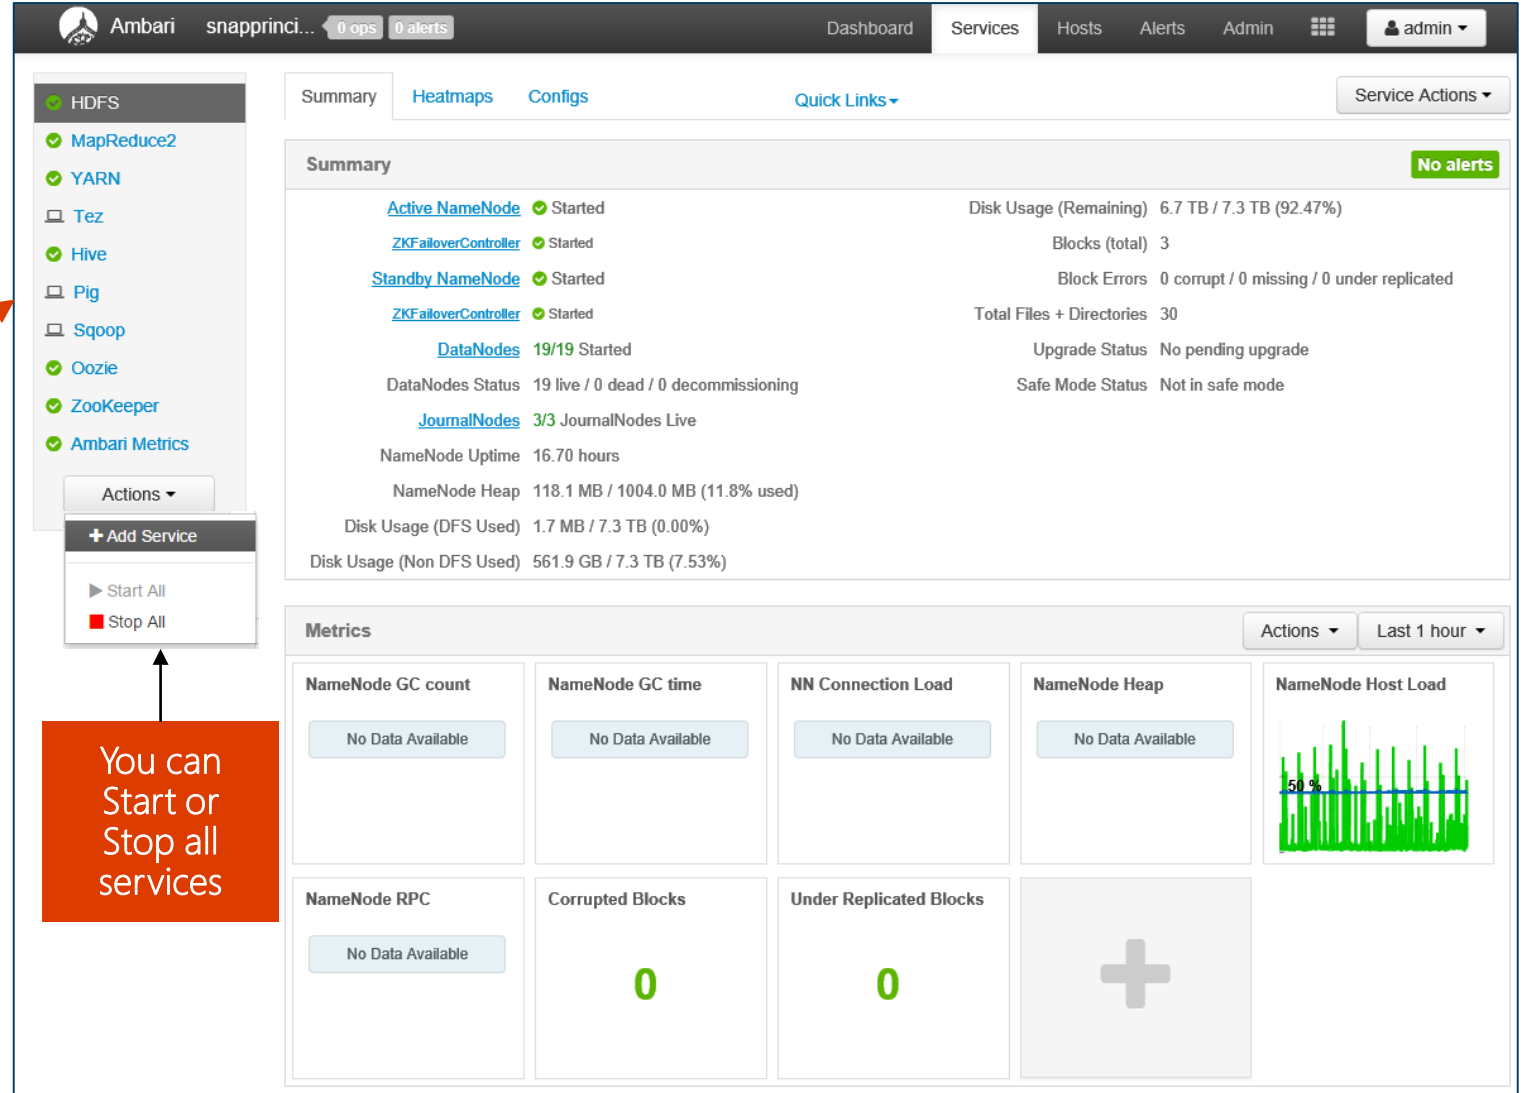 Ambari snapprinci... 0 ops 0 alerts Dashboard Services Hosts Alerts Admin admin
HDFS
MapReduce2
YARN
Tez
Hive
Pig
Sqoop
Oozie
ZooKeeper
Ambari Metrics
Actions
Add Service
Start All
Stop All
You can
Start or
Stop all
services
Summary Heatmaps Configs Quick Links Service Actions
Summary No alerts
Active NameNode Started
ZKFailoverController Started
Standby NameNode Started
ZKFailoverController Started
DataNodes 19/19 Started
DataNodes Status 19 live / 0 dead / 0 decommissioning
JournalNodes 3/3 JournalNodes Live
NameNode Uptime 16.70 hours
NameNode Heap 118.1 MB / 1004.0 MB (11.8% used)
Disk Usage (DFS Used) 1.7 MB / 7.3 TB (0.00%)
Disk Usage (Non DFS Used) 561.9 GB / 7.3 TB (7.53%)
Disk Usage (Remaining) 6.7 TB / 7.3 TB (92.47%)
Blocks (total) 3
Block Errors 0 corrupt / 0 missing / 0 under replicated
Total Files + Directories 30
Upgrade Status No pending upgrade
Safe Mode Status Not in safe mode
Metrics Actions Last 1 hour
NameNode GC count
No Data Available
NameNode GC time
No Data Available
NN Connection Load
No Data Available
NameNode Heap
No Data Available
NameNode Host Load
50 %
NameNode RPC
No Data Available
Corrupted Blocks
0
Under Replicated Blocks
0